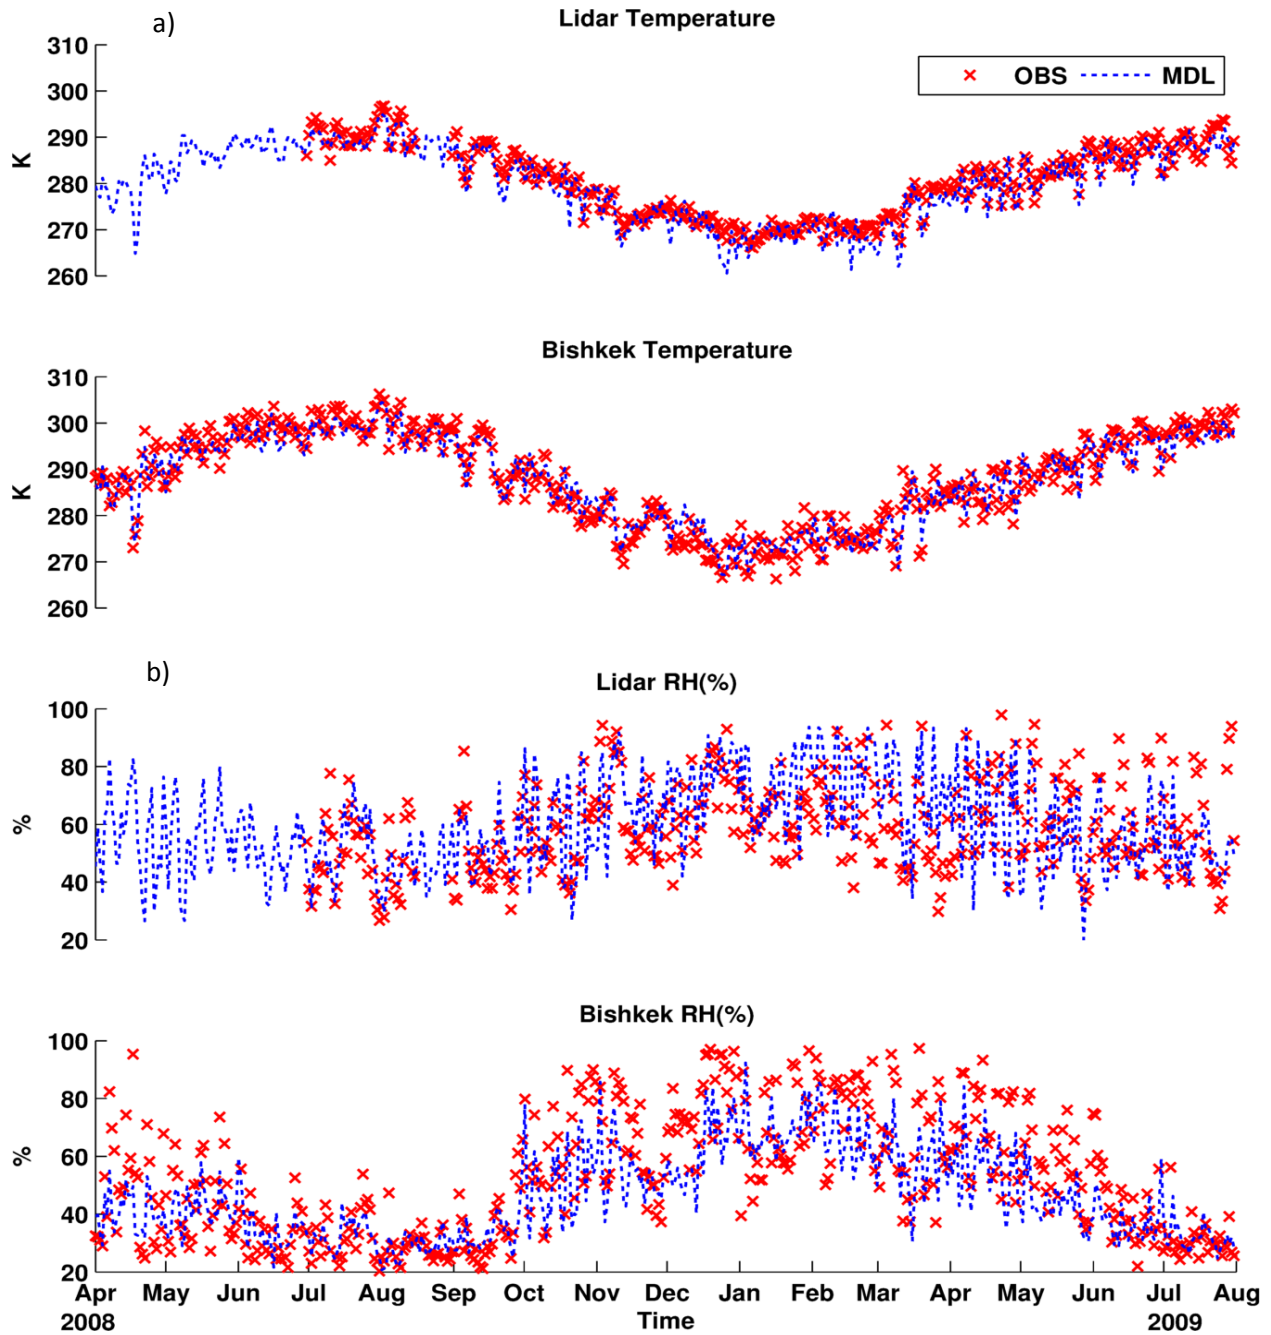 a)
Lidar Temperature
310
300
290
280
270
260
K
OBS MDL
Bishkek Temperature
310
300
290
280
270
260
K
b)
Lidar RH(%)
100
80
60
40
20
%
Bishkek RH(%)
100
80
60
40
20
%
Apr May Jun Jul Aug Sep Oct Nov Dec Jan Feb Mar Apr May Jun Jul Aug
2008 Time 2009